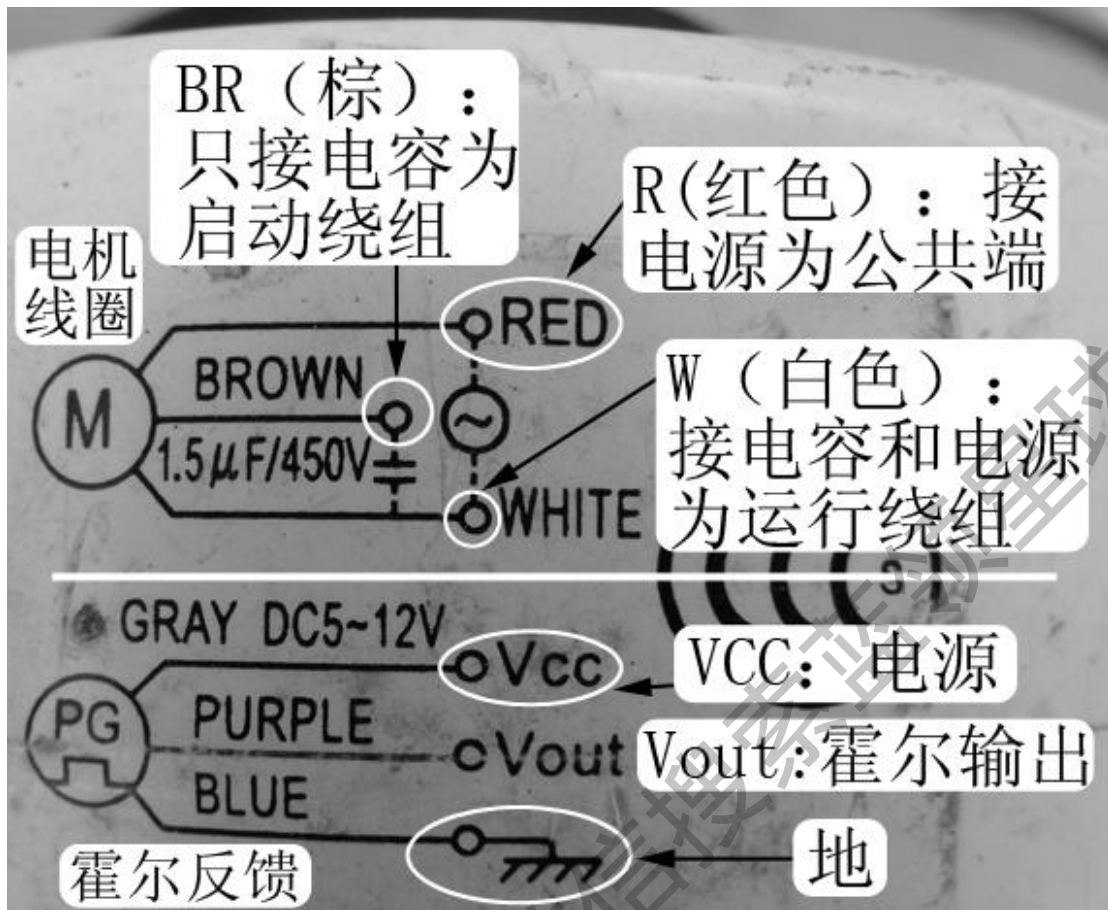 BR（棕）：
只接电容为
启动绕组
R(红色）：接
电源为公共端
电机
线圈
RED
BROWN
M
W（白色）：
接电容和电源
为运行绕组
1.5μF/450V
WHITE
GRAY DC5~12V
Vcc
VCC：电源
PG
PURPLE
Vout
Vout:霍尔输出
BLUE
霍尔反馈
地